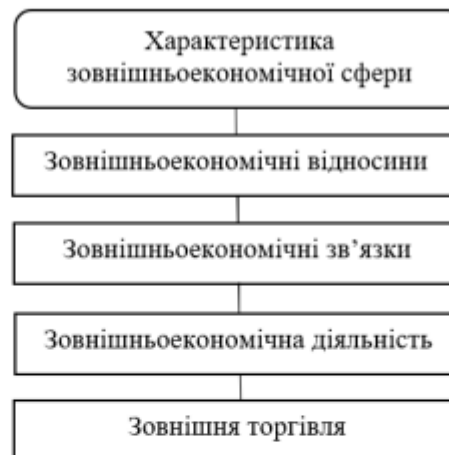 Характеристика
зовнішньоекономічної сфери
Зовнішньоекономічні відносини
Зовнішньоекономічні зв’язки
Зовнішньоекономічна діяльність
Зовнішня торгівля